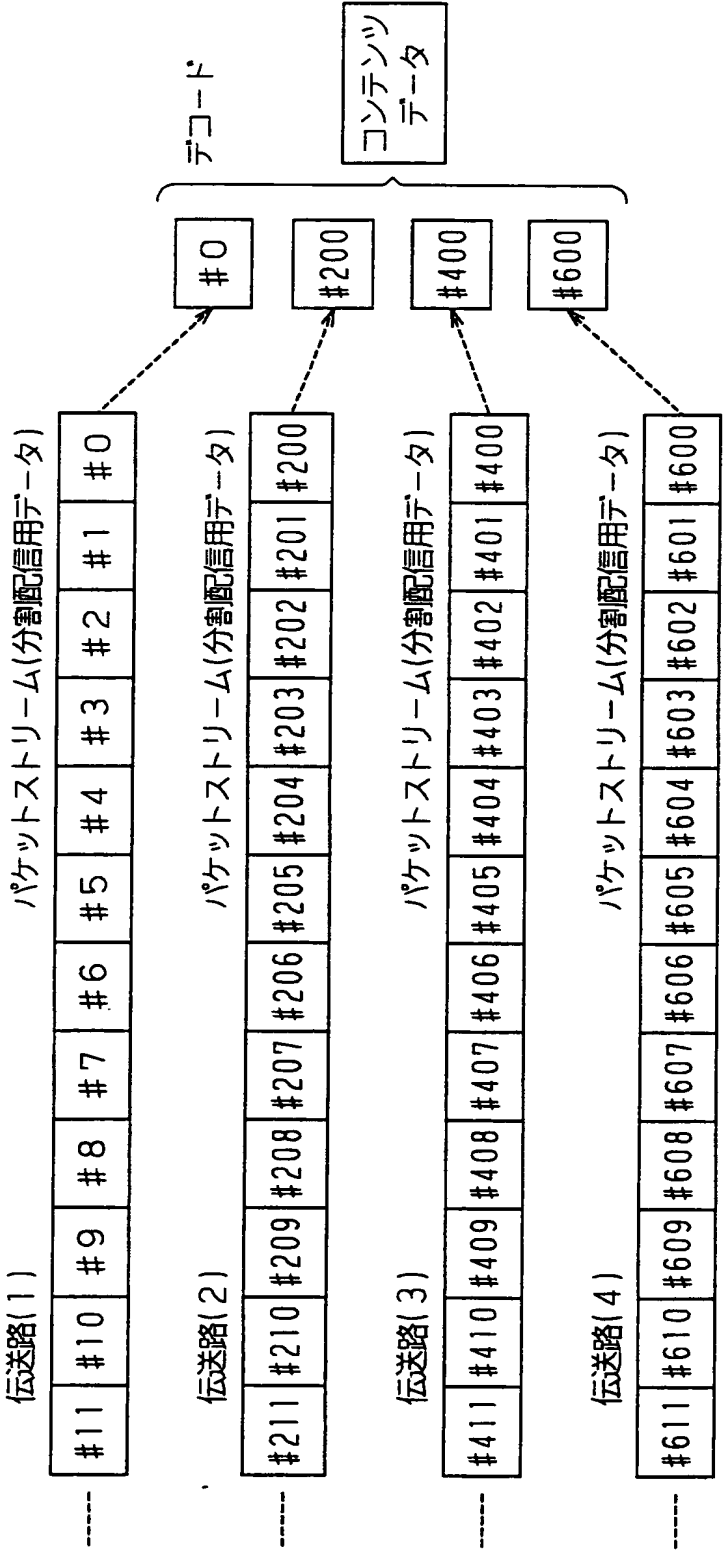 伝送路(1)
パケットストリーム(分割配信用データ)
#11 #10 #9 #8 #7 #6 #5 #4 #3 #2 #1 #0
伝送路(2)
パケットストリーム(分割配信用データ)
#211 #210 #209 #208 #207 #206 #205 #204 #203 #202 #201 #200
伝送路(3)
パケットストリーム(分割配信用データ)
#411 #410 #409 #408 #407 #406 #405 #404 #403 #402 #401 #400
伝送路(4)
パケットストリーム(分割配信用データ)
#611 #610 #609 #608 #607 #606 #605 #604 #603 #602 #601 #600
#0
#200
#400
#600
デコード
コンテンツ
データ